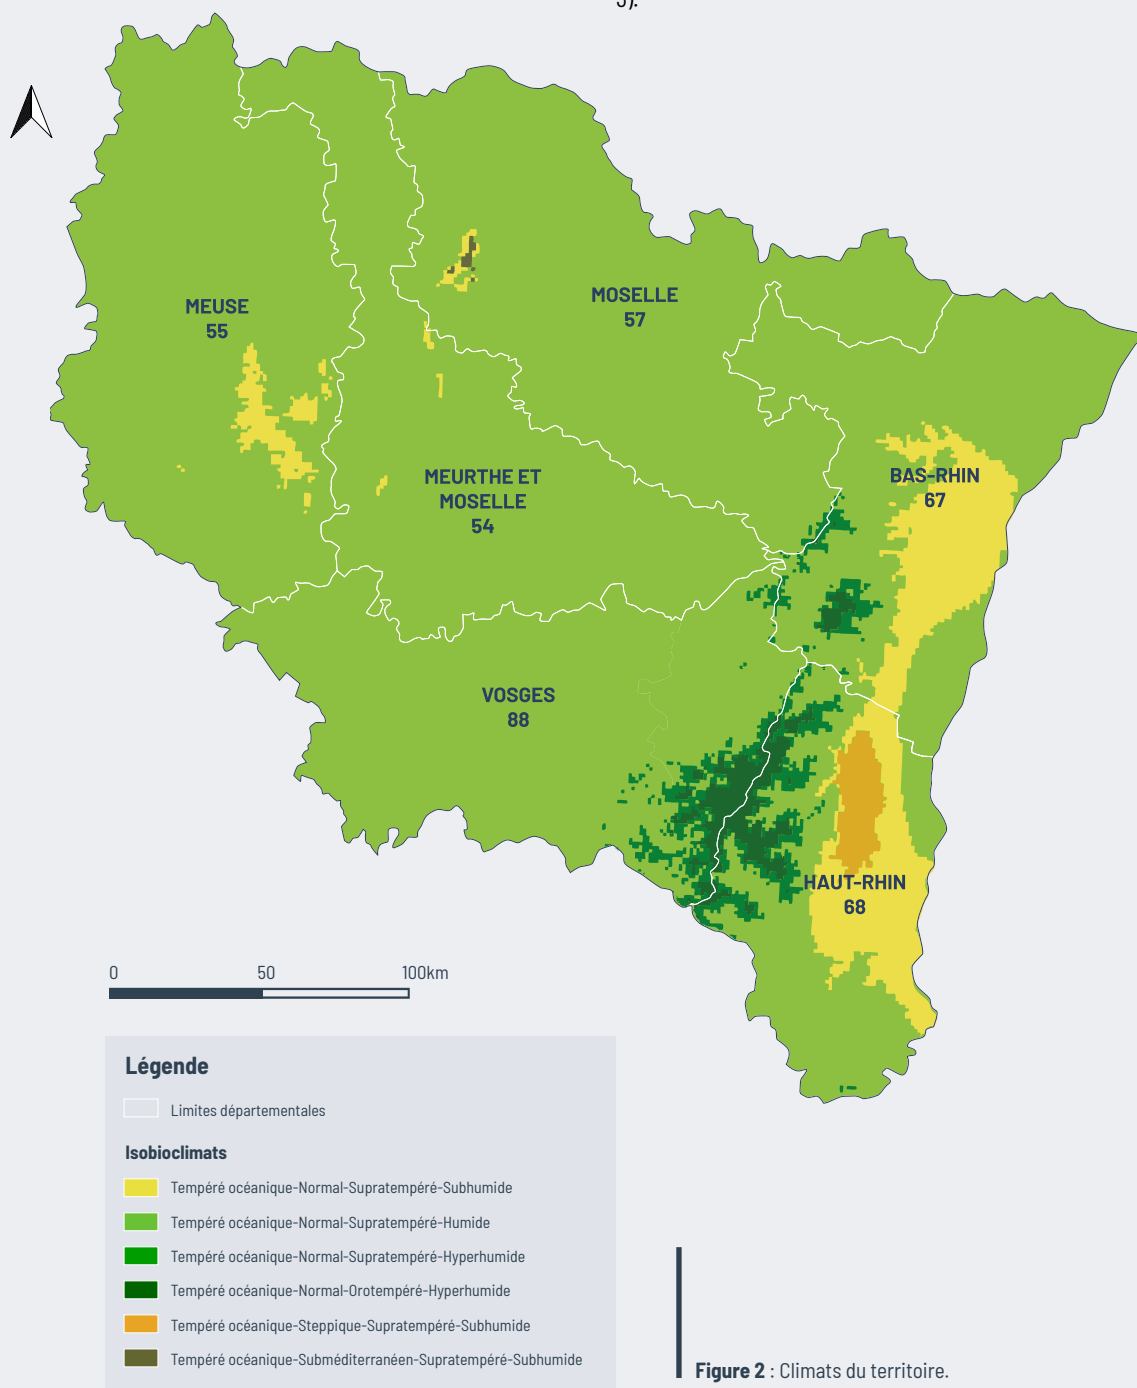 5).
MEUSE
55
MOSELLE
57
MEURTHE ET
MOSELLE
54
BAS-RHIN
67
VOSGES
88
HAUT-RHIN
68
0 50 100km
Légende
Limites départementales
Isobioclimats
Tempéré océanique-Normal-Supratempéré-Subhumide
Tempéré océanique-Normal-Supratempéré-Humide
Tempéré océanique-Normal-Supratempéré-Hyperhumide
Tempéré océanique-Normal-Orotempéré-Hyperhumide
Tempéré océanique-Steppique-Supratempéré-Subhumide
Tempéré océanique-Subméditerranéen-Supratempéré-Subhumide
Figure 2 : Climats du territoire.